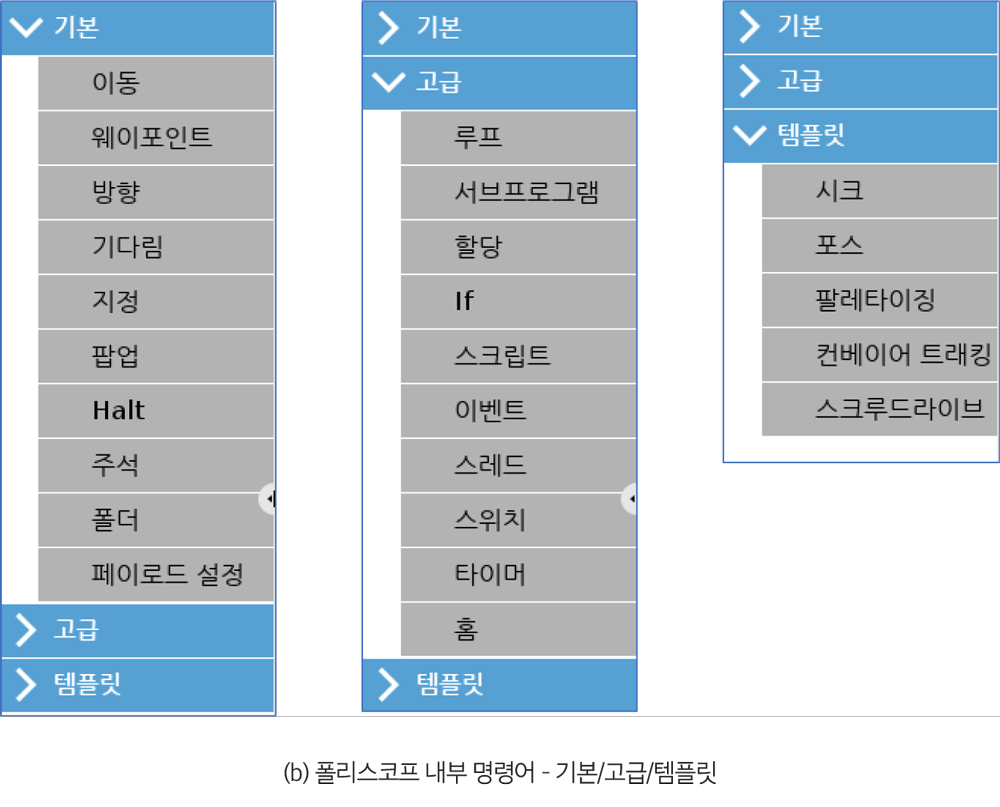 기본
이동
웨이포인트
방향
기다림
지정
팝업
Halt
주석
폴더
페이로드 설정
고급
템플릿
기본
고급
루프
서브프로그램
할당
If
스크립트
이벤트
스레드
스위치
타이머
홈
템플릿
기본
고급
템플릿
시크
포스
팔레타이징
컨베이어 트래킹
스크루드라이브
(b) 폴리스코프 내부 명령어 - 기본/고급/템플릿